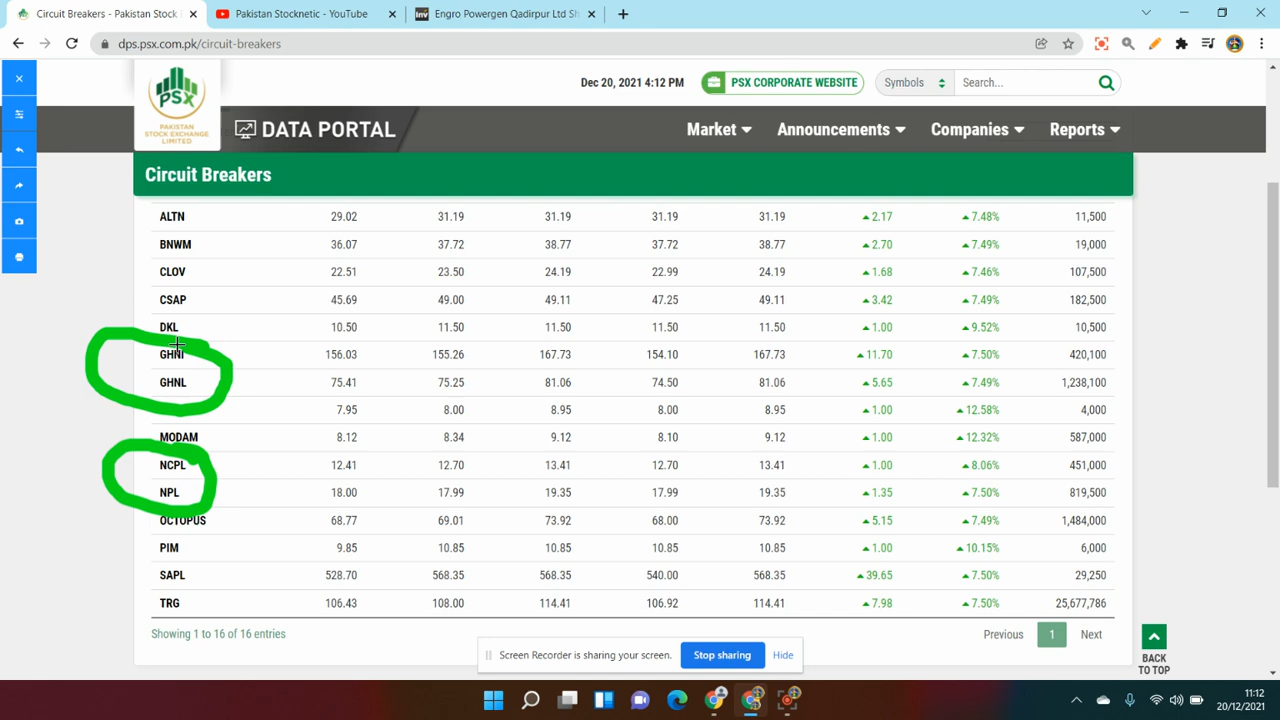 Circuit Breakers - Pakistan Stock E
Pakistan Stocknetic - YouTube
Inv
Engro Powergen Qadirpur Ltd Sh
dps.psx.com.pk/circuit-breakers
PSX
PAKISTAN
STOCK EXCHANGE
LIMITED
Dec 20, 2021 4:12 PM
PSX CORPORATE WEBSITE
Symbols
Search...
DATA PORTAL
Market
Announcements
Companies
Reports
Circuit Breakers
ALTN 29.02 31.19 31.19 31.19 31.19 2.17 7.48% 11,500
BNWM 36.07 37.72 38.77 37.72 38.77 2.70 7.49% 19,000
CLOV 22.51 23.50 24.19 22.99 24.19 1.68 7.46% 107,500
CSAP 45.69 49.00 49.11 47.25 49.11 3.42 7.49% 182,500
DKL 10.50 11.50 11.50 11.50 11.50 1.00 9.52% 10,500
GHNI 156.03 155.26 167.73 154.10 167.73 11.70 7.50% 420,100
GHNL 75.41 75.25 81.06 74.50 81.06 5.65 7.49% 1,238,100
7.95 8.00 8.95 8.00 8.95 1.00 12.58% 4,000
MODAM 8.12 8.34 9.12 8.10 9.12 1.00 12.32% 587,000
NCPL 12.41 12.70 13.41 12.70 13.41 1.00 8.06% 451,000
NPL 18.00 17.99 19.35 17.99 19.35 1.35 7.50% 819,500
OCTOPUS 68.77 69.01 73.92 68.00 73.92 5.15 7.49% 1,484,000
PIM 9.85 10.85 10.85 10.85 10.85 1.00 10.15% 6,000
SAPL 528.70 568.35 568.35 540.00 568.35 39.65 7.50% 29,250
TRG 106.43 108.00 114.41 106.92 114.41 7.98 7.50% 25,677,786
Showing 1 to 16 of 16 entries
Previous
1
Next
BACK
TO TOP
Screen Recorder is sharing your screen.
Stop sharing
Hide
11:12
20/12/2021